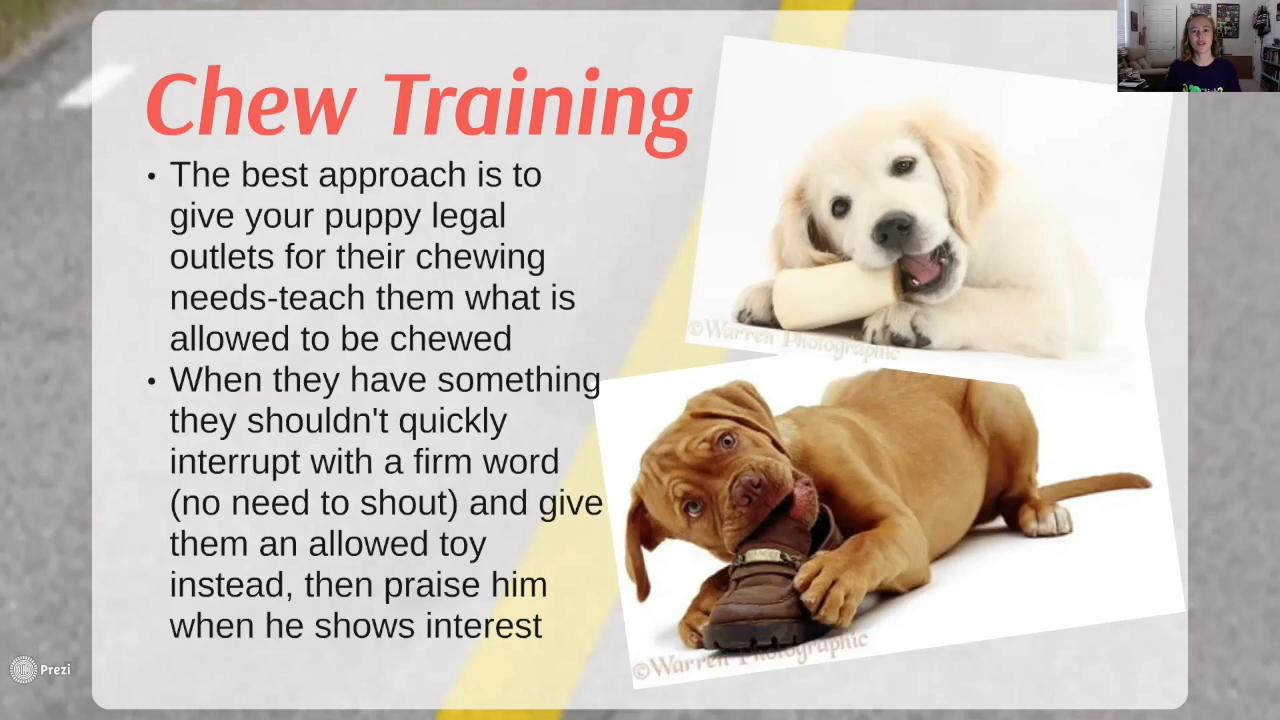 Chew Training
• The best approach is to
give your puppy legal
outlets for their chewing
needs-teach them what is
allowed to be chewed
• When they have something
they shouldn't quickly
interrupt with a firm word
(no need to shout) and give
them an allowed toy
instead, then praise him
when he shows interest
©Warren Photographic
©Warren Photographic
Prezi